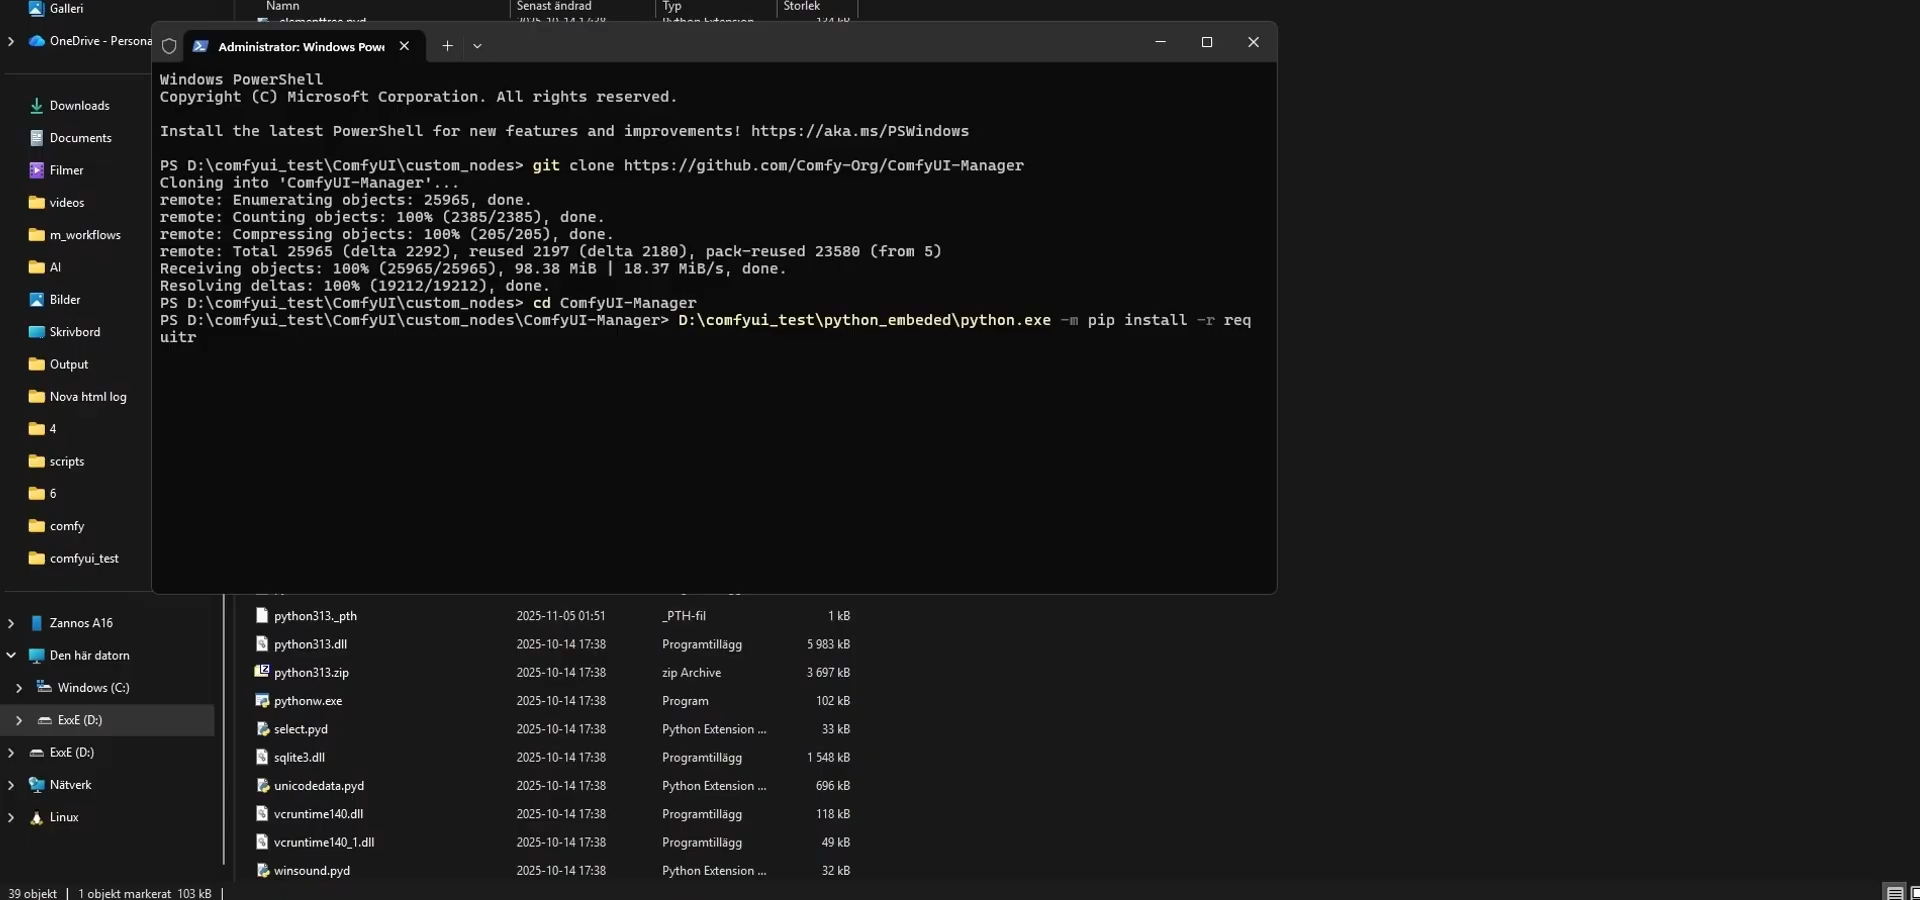 Galleri
Namn Senast ändrad Typ Storlek
_elementtree.pyd 2025-10-14 17:38 Python Extension ... 134 kB
OneDrive - Persona
Administrator: Windows Powe
Windows PowerShell
Copyright (C) Microsoft Corporation. All rights reserved.
Install the latest PowerShell for new features and improvements! https://aka.ms/PSWindows
PS D:\comfyui_test\ComfyUI\custom_nodes> git clone https://github.com/Comfy-Org/ComfyUI-Manager
Cloning into 'ComfyUI-Manager'...
remote: Enumerating objects: 25965, done.
remote: Counting objects: 100% (2385/2385), done.
remote: Compressing objects: 100% (205/205), done.
remote: Total 25965 (delta 2292), reused 2197 (delta 2180), pack-reused 23580 (from 5)
Receiving objects: 100% (25965/25965), 98.38 MiB | 18.37 MiB/s, done.
Resolving deltas: 100% (19212/19212), done.
PS D:\comfyui_test\ComfyUI\custom_nodes> cd ComfyUI-Manager
PS D:\comfyui_test\ComfyUI\custom_nodes\ComfyUI-Manager> D:\comfyui_test\python_embeded\python.exe -m pip install -r req
uitr
Downloads
Documents
Filmer
videos
m_workflows
AI
Bilder
Skrivbord
Output
Nova html log
4
scripts
6
comfy
comfyui_test
Zannos A16
Den här datorn
Windows (C:)
ExxE (D:)
ExxE (D:)
Nätverk
Linux
python313._pth 2025-11-05 01:51 _PTH-fil 1 kB
python313.dll 2025-10-14 17:38 Programtillägg 5 983 kB
python313.zip 2025-10-14 17:38 zip Archive 3 697 kB
pythonw.exe 2025-10-14 17:38 Program 102 kB
select.pyd 2025-10-14 17:38 Python Extension ... 33 kB
sqlite3.dll 2025-10-14 17:38 Programtillägg 1 548 kB
unicodedata.pyd 2025-10-14 17:38 Python Extension ... 696 kB
vcruntime140.dll 2025-10-14 17:38 Programtillägg 118 kB
vcruntime140_1.dll 2025-10-14 17:38 Programtillägg 49 kB
winsound.pyd 2025-10-14 17:38 Python Extension ... 32 kB
39 objekt | 1 objekt markerat 103 kB |